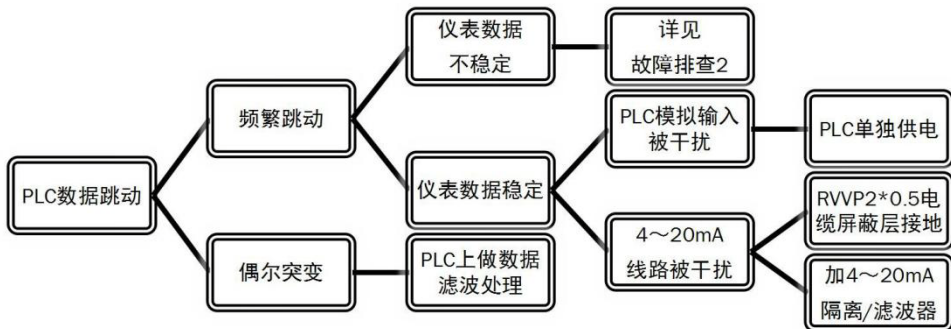 仪表数据
不稳定
详见
故障排查2
频繁跳动
PLC模拟输入
被干扰
PLC单独供电
PLC数据跳动
仪表数据稳定
RVVP2*0.5电
缆屏蔽层接地
4～20mA
线路被干扰
偶尔突变
PLC上做数据
滤波处理
加4～20mA
隔离/滤波器